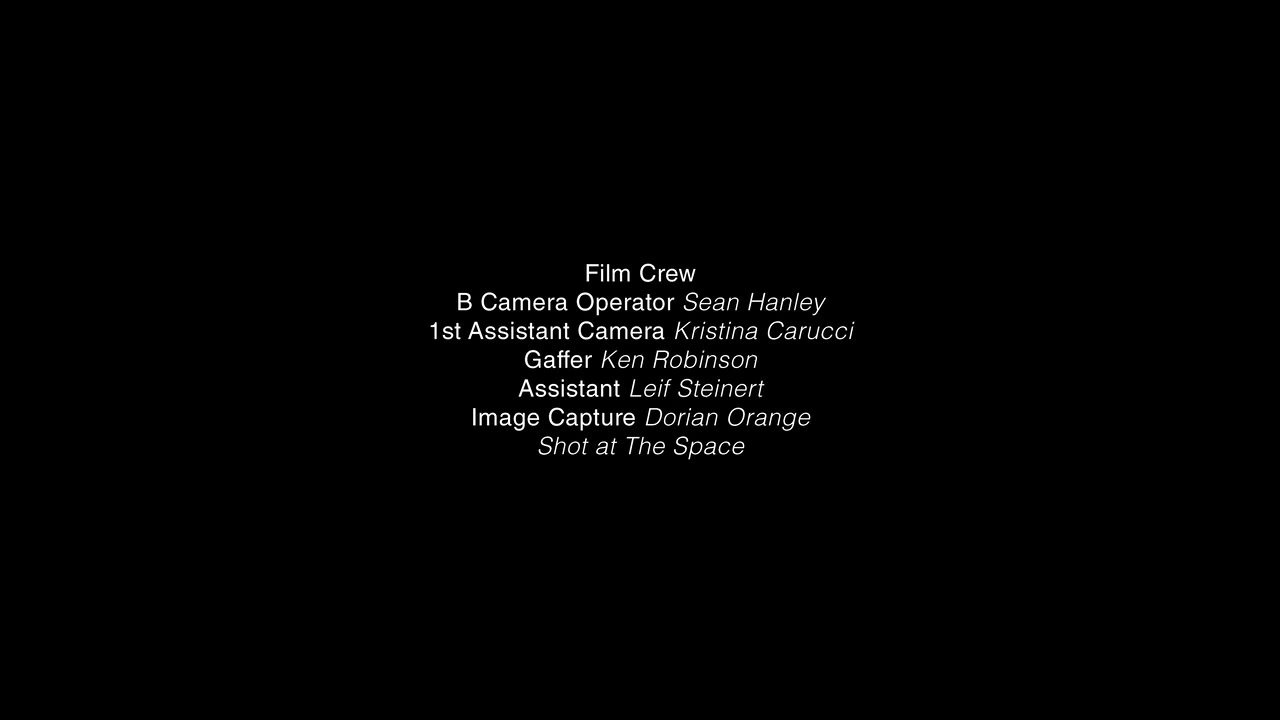 Film Crew
B Camera Operator Sean Hanley
1st Assistant Camera Kristina Carucci
Gaffer Ken Robinson
Assistant Leif Steinert
Image Capture Dorian Orange
Shot at The Space